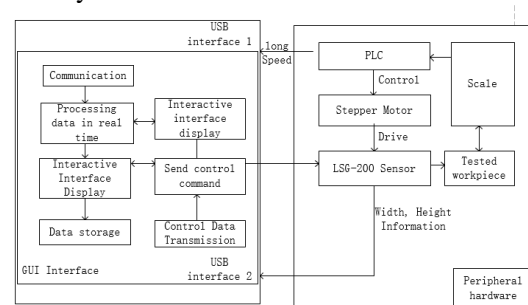 USB
interface 1
long
Speed
PLC
Scale
Communication
Control
Processing
data in real
time
Interactive
interface
display
Stepper Motor
Drive
Interactive
Interface
Display
Send control
command
LSG-200 Sensor
Tested
workpiece
Data storage
Control Data
Transmission
Width, Height
Information
GUI Interface
USB
interface 2
Peripheral
hardware